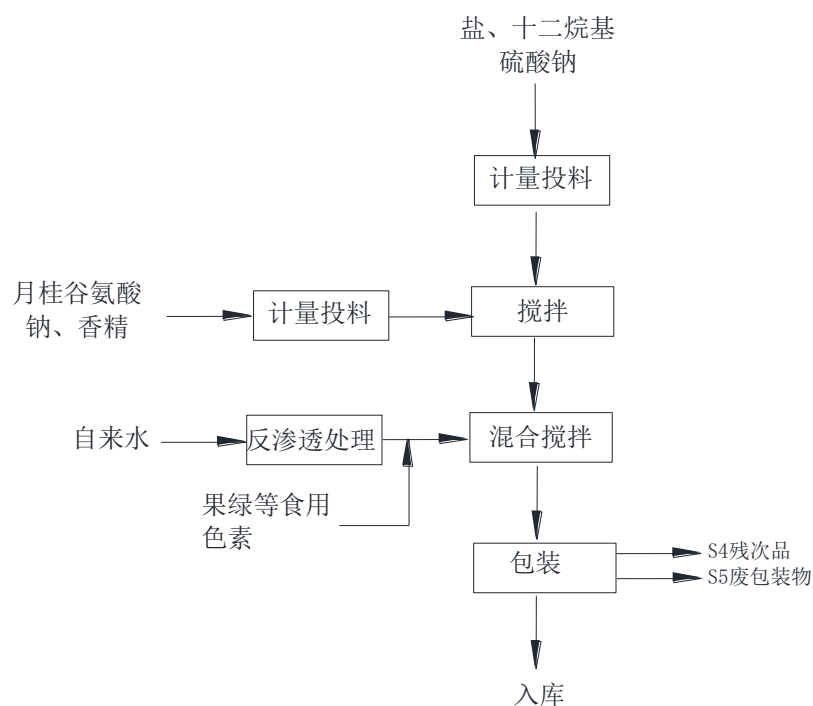 盐、十二烷基
硫酸钠
计量投料
月桂谷氨酸
钠、香精
计量投料
搅拌
自来水
反渗透处理
混合搅拌
果绿等食用
色素
包装
S4残次品
S5废包装物
入库